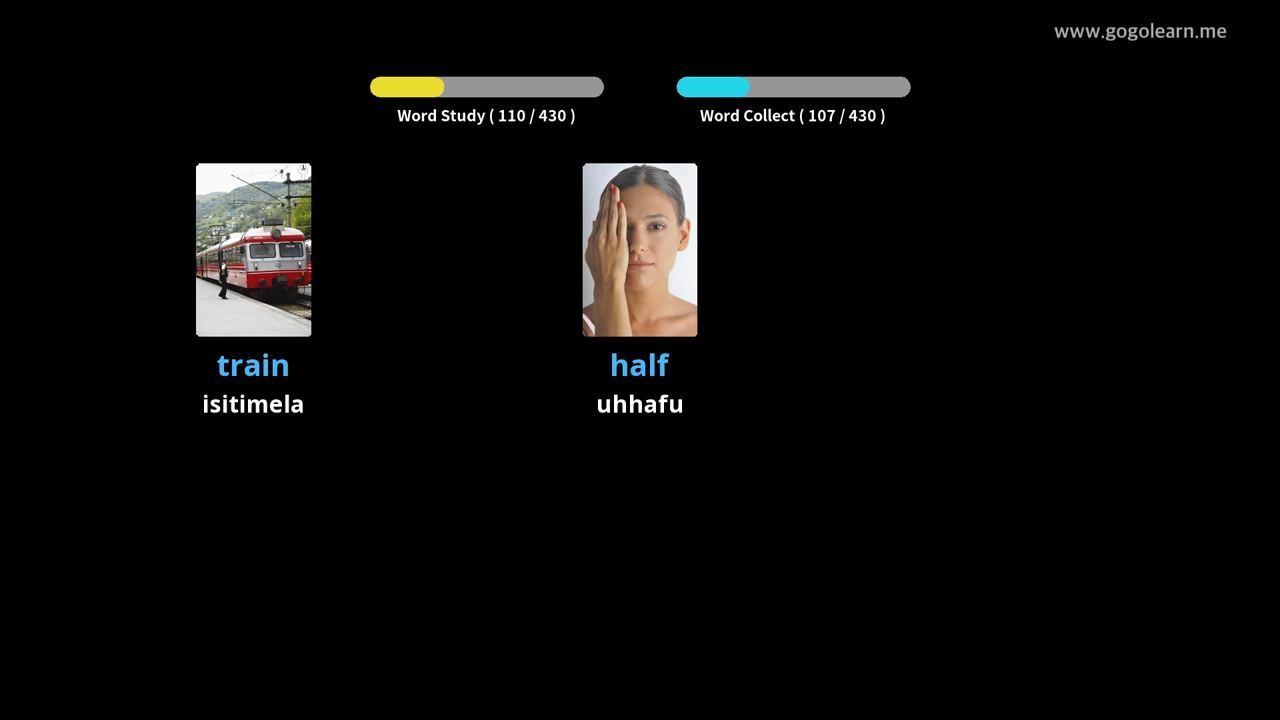 www.gogolearn.me
Word Study ( 110 / 430 )
Word Collect ( 107 / 430 )
train
isitimela
half
uhhafu